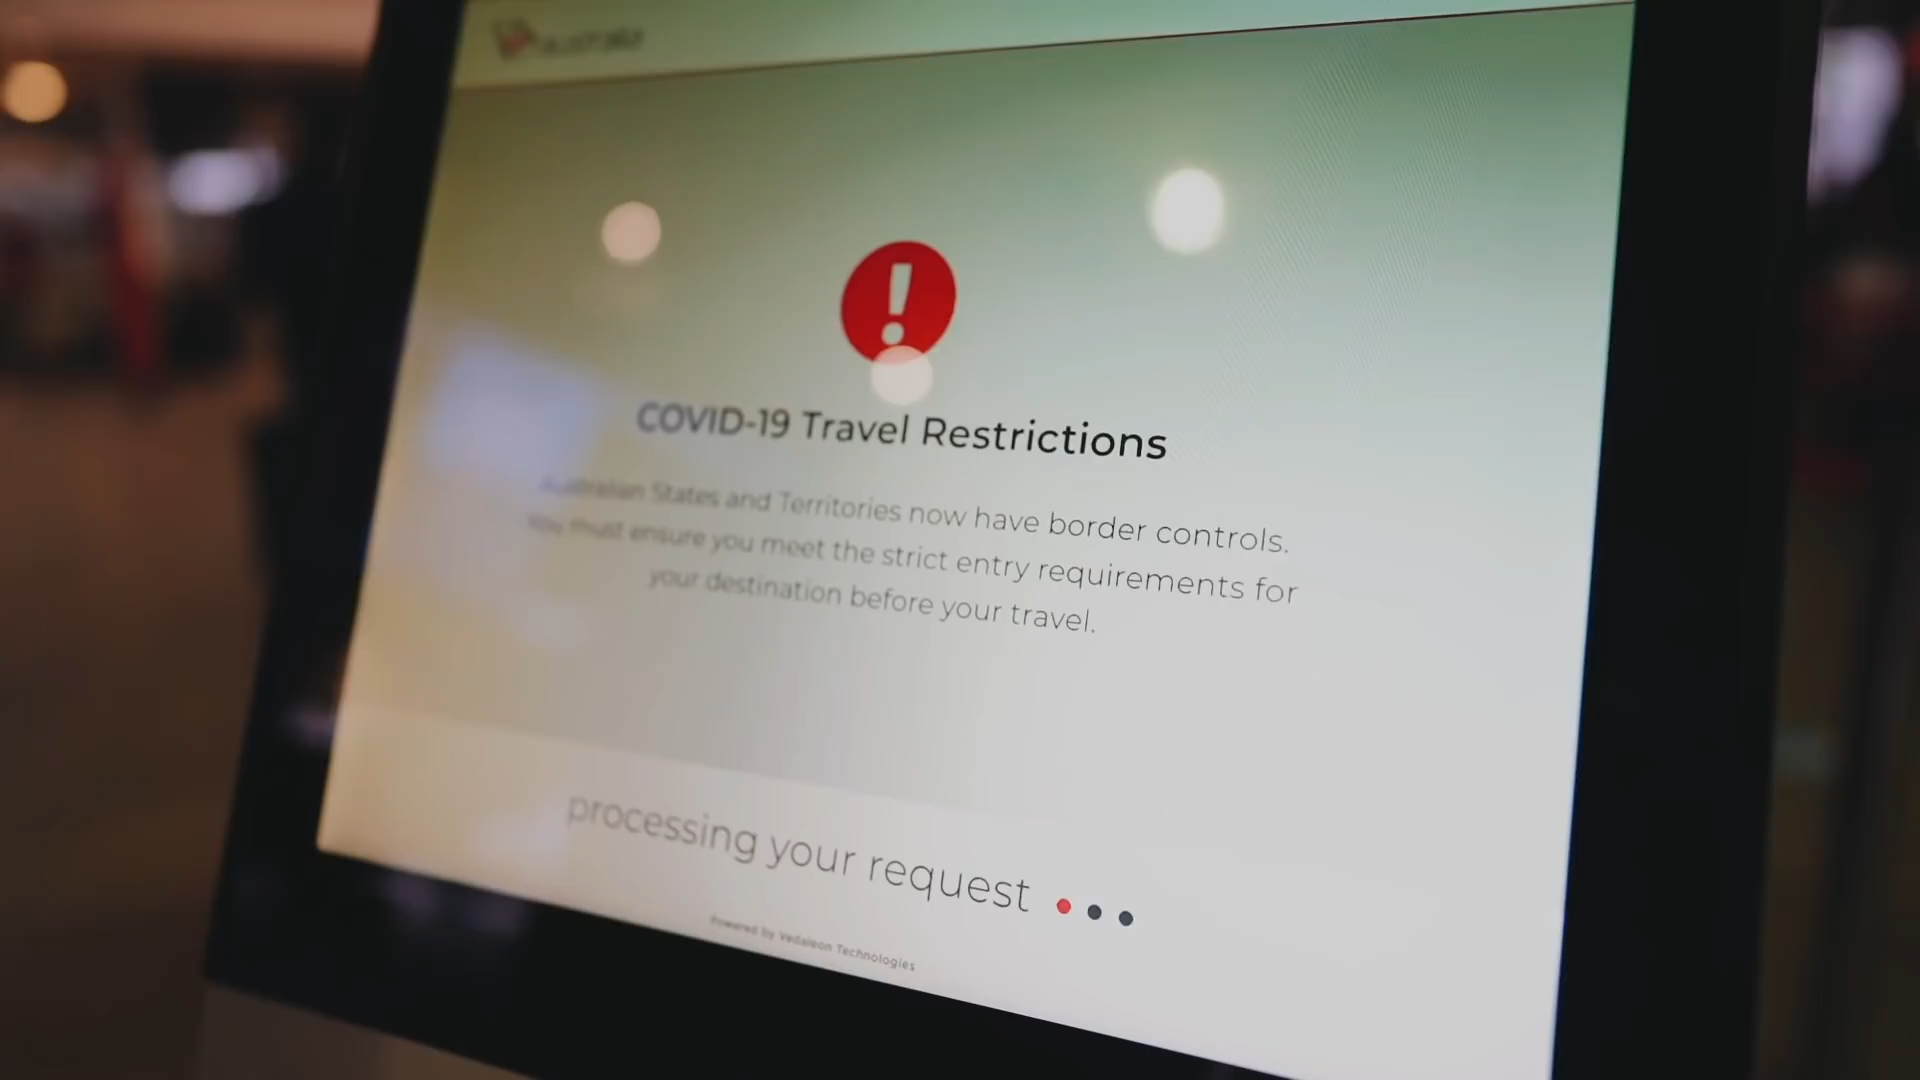 australia
COVID-19 Travel Restrictions
Australian States and Territories now have border controls.
You must ensure you meet the strict entry requirements for
your destination before your travel.
processing your request
Powered by Vedaleon Technologies